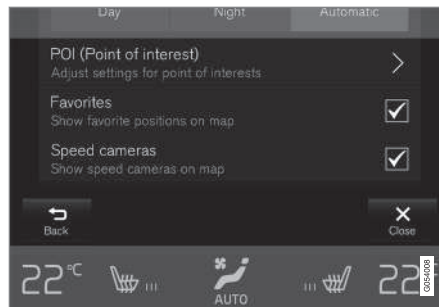 Day Night Automatic
POI (Point of interest)
Adjust settings for point of interests
Favorites
Show favorite positions on map
Speed cameras
Show speed cameras on map
Back Close
22°C AUTO 22°
G054008